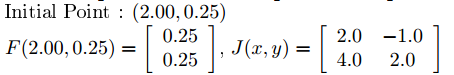 Initial Point : (2.00, 0.25)
F(2.00, 0.25) = [ 0.25 0.25 ], J(x, y) = [ 2.0 −1.0 4.0 2.0 ]